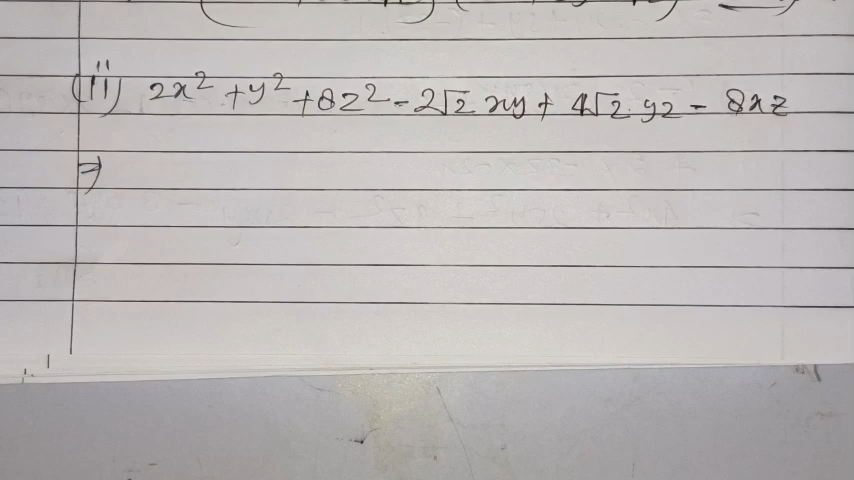 (ii) 2x² + y² + 8z² - 2√2 xy + 4√2 yz - 8xz
⇒